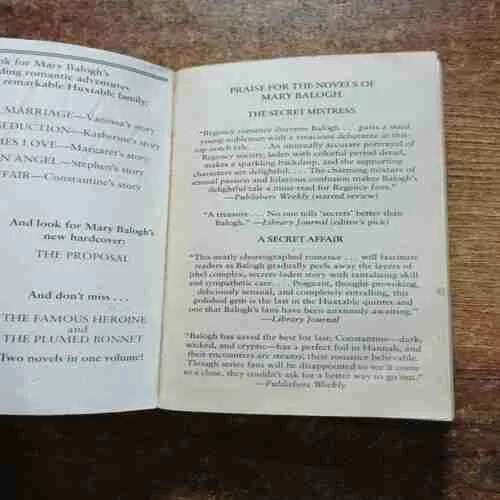 ok for Mary Balogh's
ding romantic adventures
remarkable Huxtable family:
MARRIAGE—Vanessa's story
EDUCTION—Katherine's story
ES LOVE—Margaret's story
N ANGEL—Stephen's story
FFAIR—Constantine's story
And look for Mary Balogh's
new hardcover:
THE PROPOSAL
And don't miss . . .
THE FAMOUS HEROINE
and
THE PLUMED BONNET
Two novels in one volume!
PRAISE FOR THE NOVELS OF
MARY BALOGH
THE SECRET MISTRESS
"Regency romance doyenne Balogh . . . pairs a staid
young nobleman with a vivacious debutante in this
top-notch tale. . . . An unusually accurate portrayal of
Regency society, laden with colorful period detail,
makes a sparkling backdrop, and the supporting
characters are delightful. . . . The charming mixture of
sensual passion and hilarious confusion makes Balogh's
delightful tale a must-read for Regency fans."
—Publishers Weekly (starred review)
"A treasure . . . No one tells 'secrets' better than
Balogh." —Library Journal (editor's pick)
A SECRET AFFAIR
"This neatly choreographed romance . . . will fascinate
readers as Balogh gradually peels away the layers of
[the] complex, secrets-laden story with tantalizing skill
and sympathetic care. . . . Poignant, thought-provoking,
deliciously sensual, and completely enthralling, this
polished gem is the last in the Huxtable quintet and
one that Balogh's fans have been anxiously awaiting."
—Library Journal
"Balogh has saved the best for last; Constantine—dark,
wicked, and cryptic—has a perfect foil in Hannah, and
their encounters are steamy, their romance believable.
Though series fans will be disappointed to see it come
to a close, they couldn't ask for a better way to go out."
—Publishers Weekly